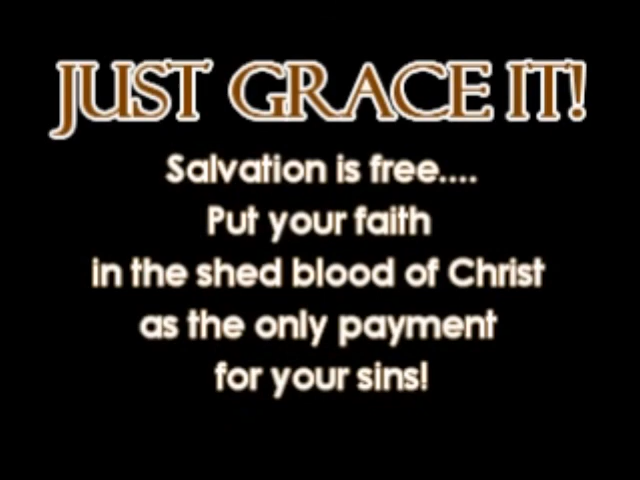 JUST GRACE IT!
Salvation is free....
Put your faith
in the shed blood of Christ
as the only payment
for your sins!